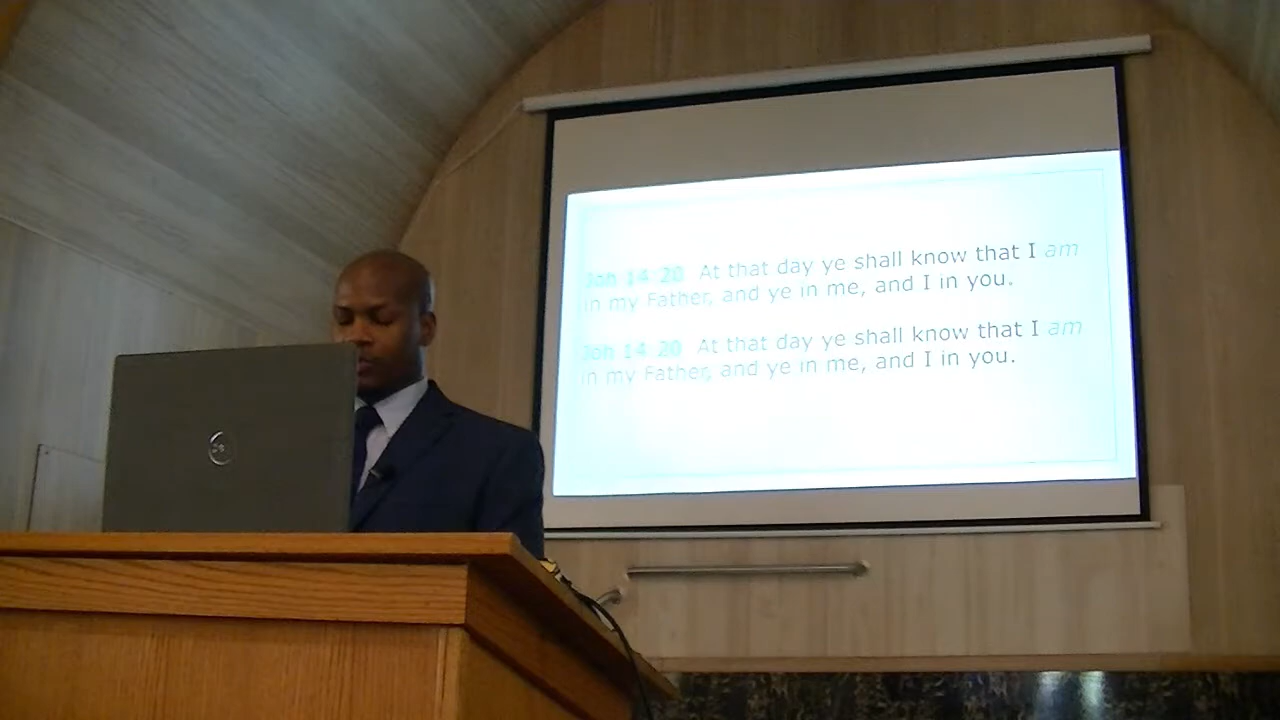 Joh 14:20 At that day ye shall know that I am
in my Father, and ye in me, and I in you.
Joh 14:20 At that day ye shall know that I am
in my Father, and ye in me, and I in you.